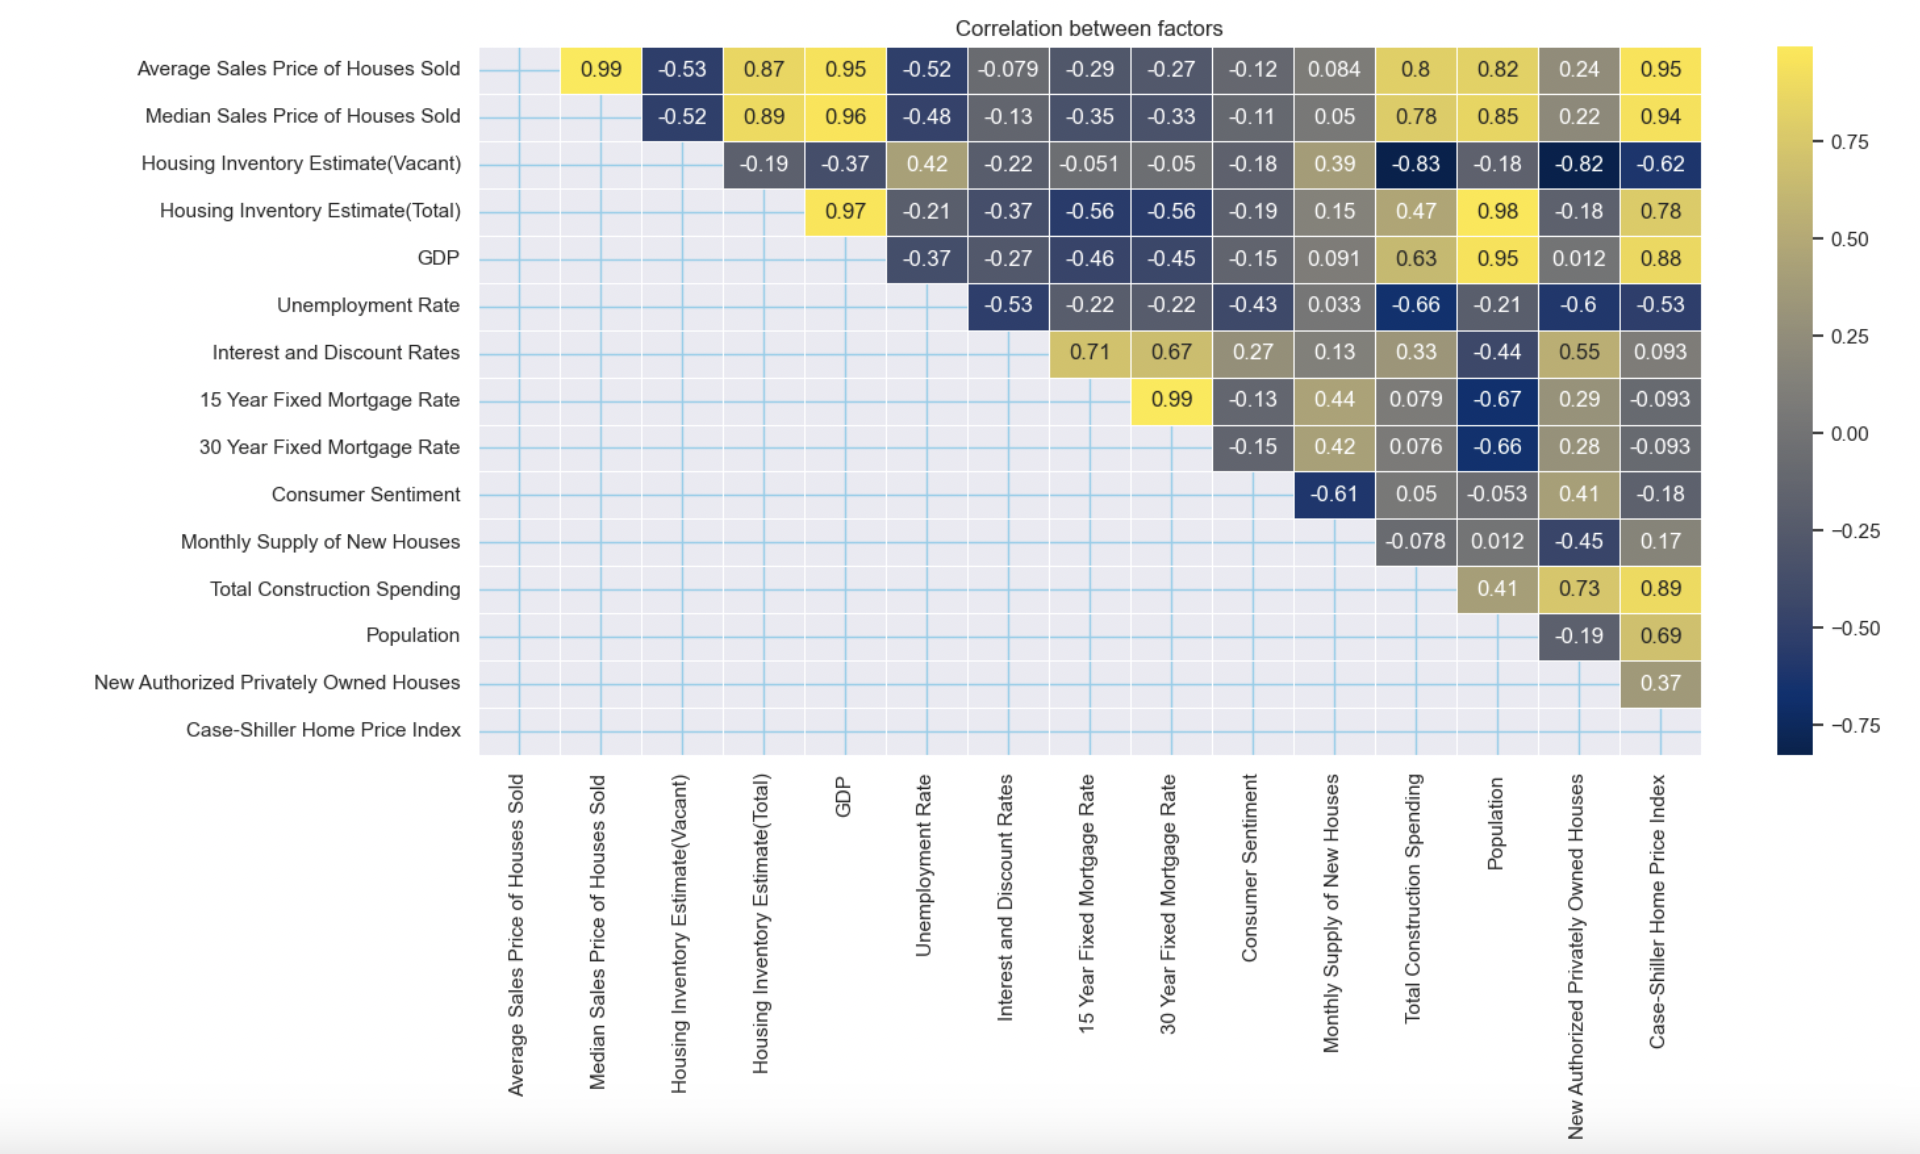 Correlation between factors
Average Sales Price of Houses Sold 0.99 -0.53 0.87 0.95 -0.52 -0.079 -0.29 -0.27 -0.12 0.084 0.8 0.82 0.24 0.95
Median Sales Price of Houses Sold -0.52 0.89 0.96 -0.48 -0.13 -0.35 -0.33 -0.11 0.05 0.78 0.85 0.22 0.94
Housing Inventory Estimate(Vacant) -0.19 -0.37 0.42 -0.22 -0.051 -0.05 -0.18 0.39 -0.83 -0.18 -0.82 -0.62
Housing Inventory Estimate(Total) 0.97 -0.21 -0.37 -0.56 -0.56 -0.19 0.15 0.47 0.98 -0.18 0.78
GDP -0.37 -0.27 -0.46 -0.45 -0.15 0.091 0.63 0.95 0.012 0.88
Unemployment Rate -0.53 -0.22 -0.22 -0.43 0.033 -0.66 -0.21 -0.6 -0.53
Interest and Discount Rates 0.71 0.67 0.27 0.13 0.33 -0.44 0.55 0.093
15 Year Fixed Mortgage Rate 0.99 -0.13 0.44 0.079 -0.67 0.29 -0.093
30 Year Fixed Mortgage Rate -0.15 0.42 0.076 -0.66 0.28 -0.093
Consumer Sentiment -0.61 0.05 -0.053 0.41 -0.18
Monthly Supply of New Houses -0.078 0.012 -0.45 0.17
Total Construction Spending 0.41 0.73 0.89
Population -0.19 0.69
New Authorized Privately Owned Houses 0.37
Case-Shiller Home Price Index
Average Sales Price of Houses Sold
Median Sales Price of Houses Sold
Housing Inventory Estimate(Vacant)
Housing Inventory Estimate(Total)
GDP
Unemployment Rate
Interest and Discount Rates
15 Year Fixed Mortgage Rate
30 Year Fixed Mortgage Rate
Consumer Sentiment
Monthly Supply of New Houses
Total Construction Spending
Population
New Authorized Privately Owned Houses
Case-Shiller Home Price Index
0.75
0.50
0.25
0.00
−0.25
−0.50
−0.75